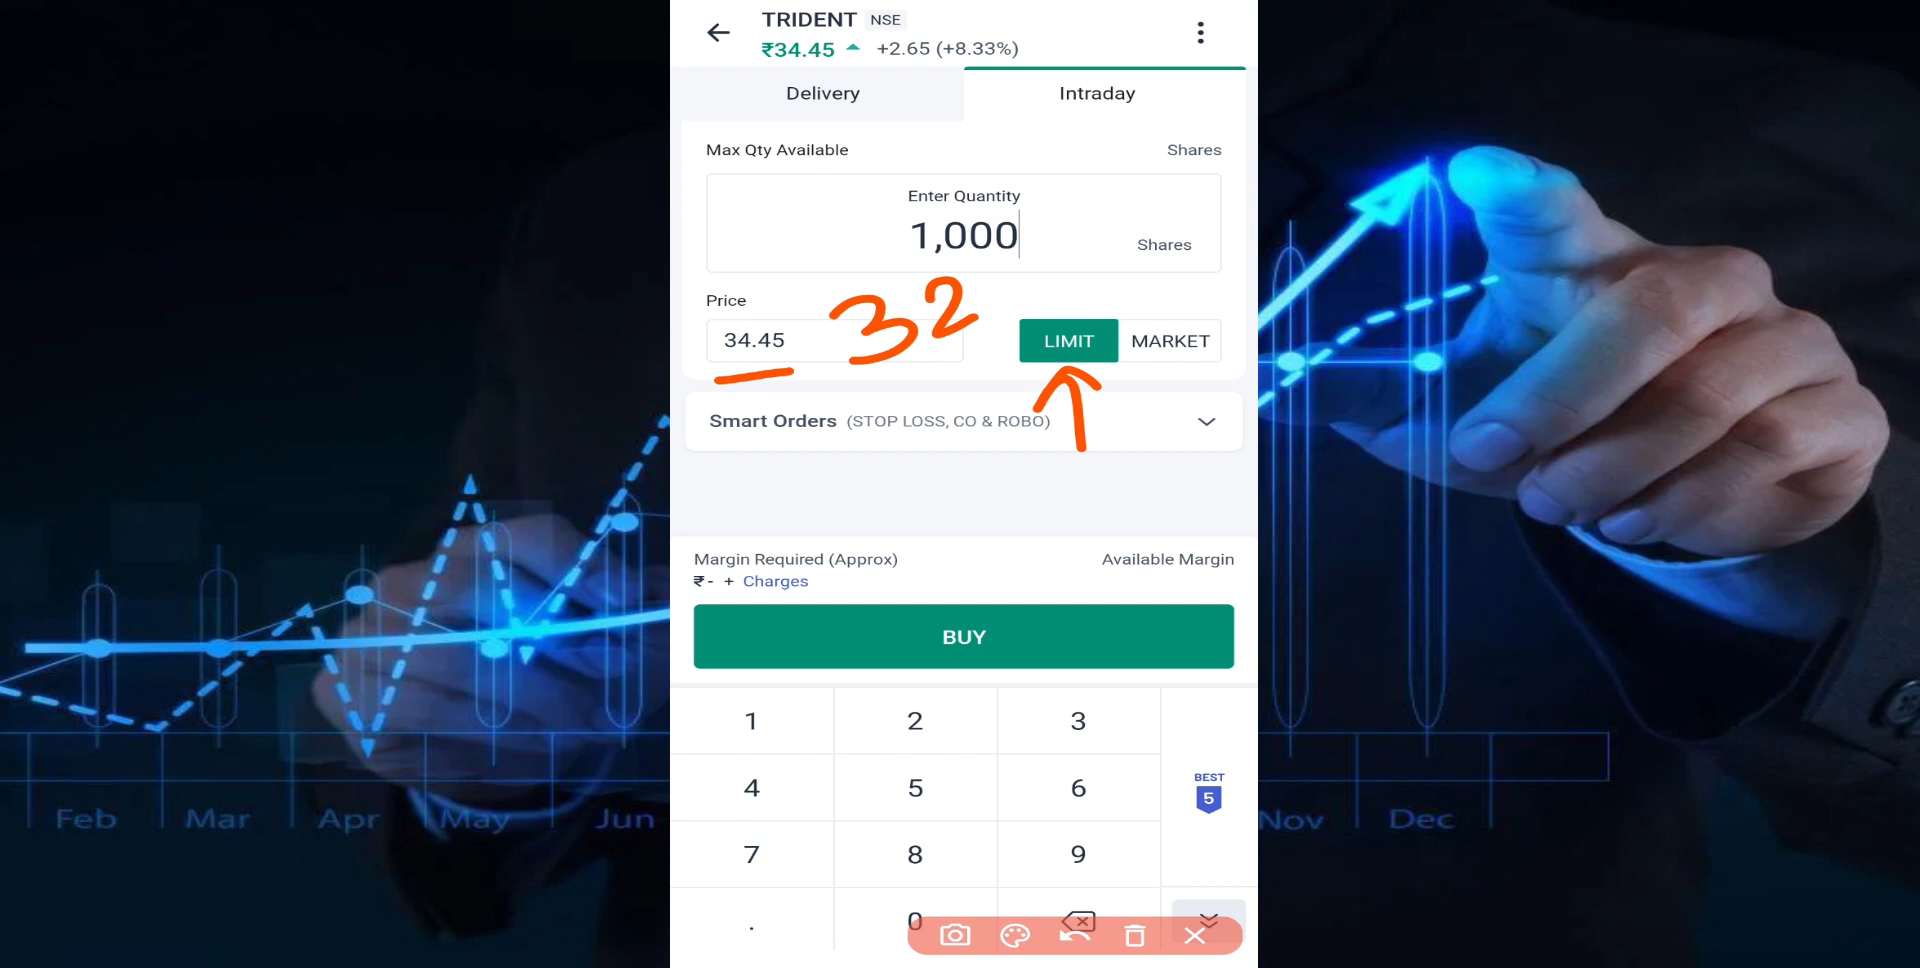 TRIDENT NSE
₹34.45 +2.65 (+8.33%)
Delivery Intraday
Max Qty Available Shares
Enter Quantity
1,000
Shares
Price
34.45 32 LIMIT MARKET
Smart Orders (STOP LOSS, CO & ROBO)
Margin Required (Approx) Available Margin
₹- + Charges
BUY
1 2 3
BEST
4 5 6 5
Feb Mar Apr May Jun Nov Dec
7 8 9
. 0